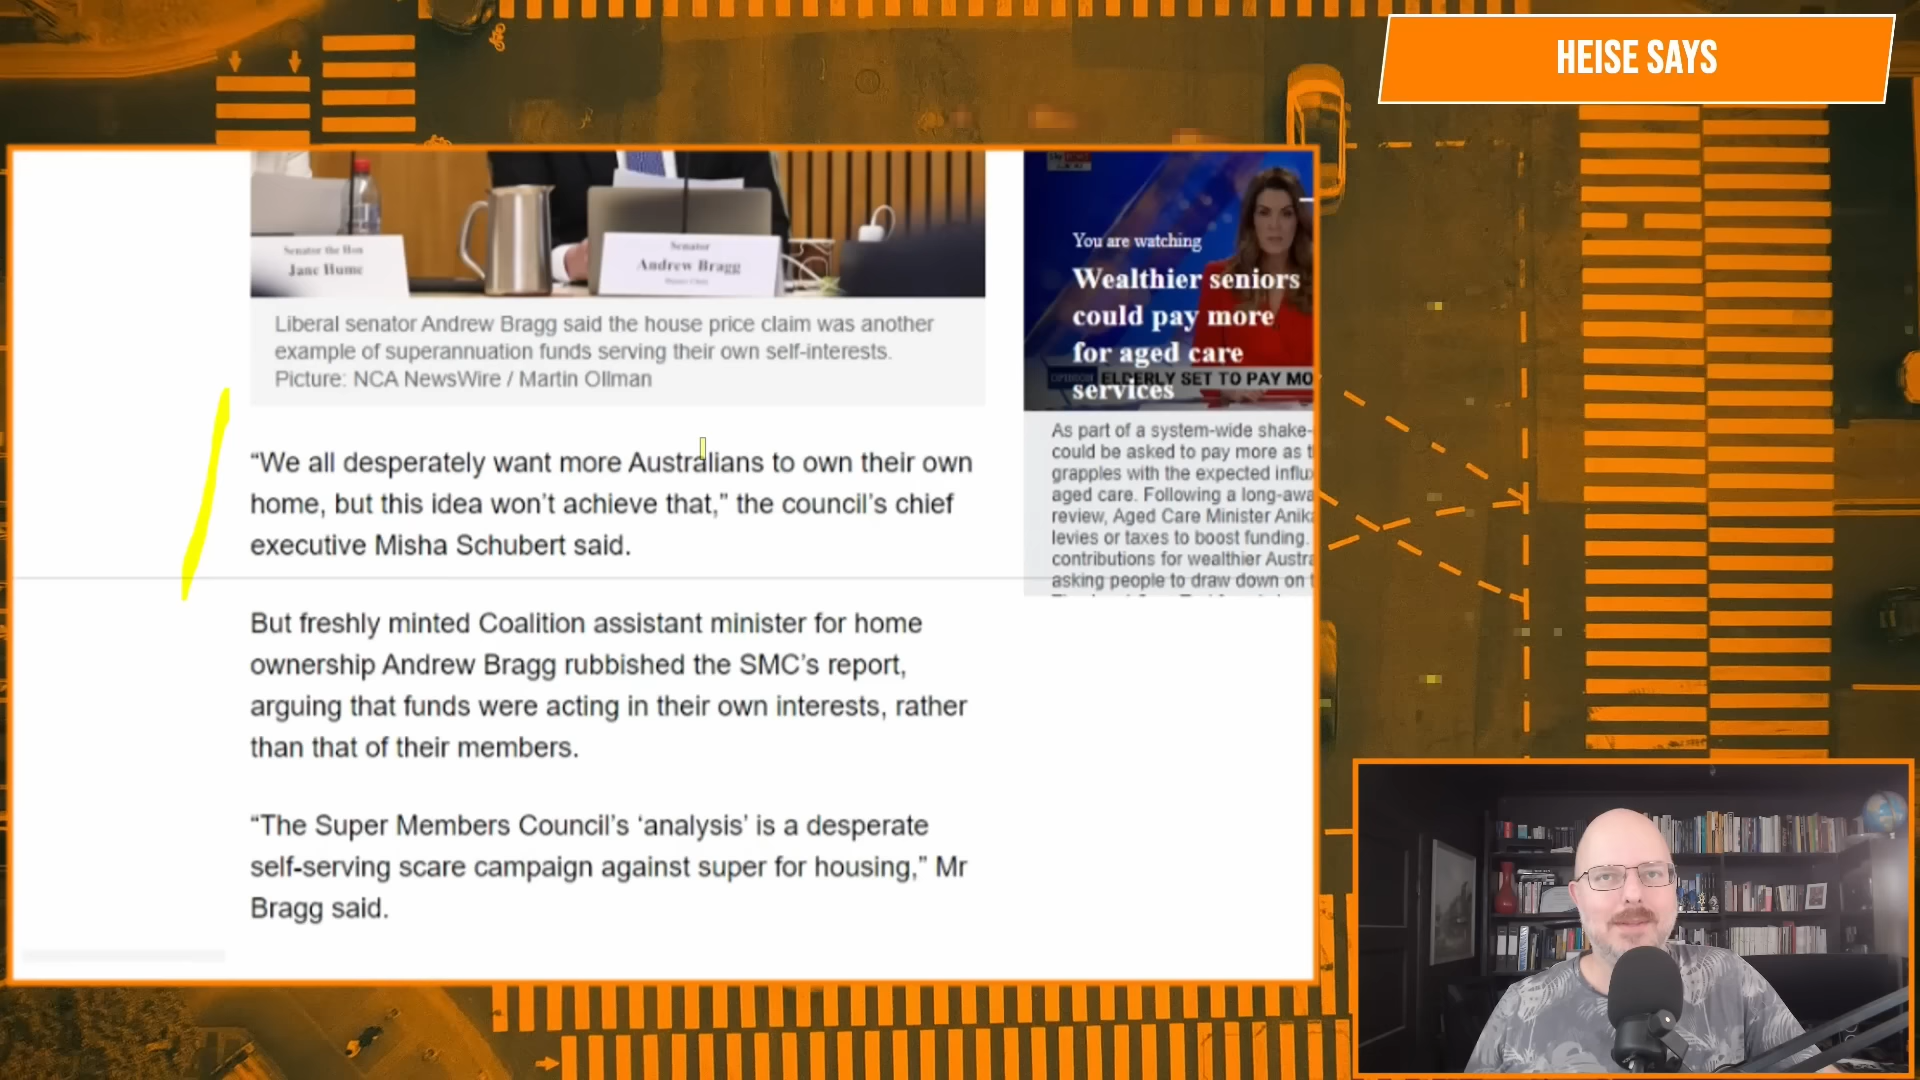 HEISE SAYS
Senator the Hon
Jane Hume
Senator
Andrew Bragg
Liberal senator Andrew Bragg said the house price claim was another
example of superannuation funds serving their own self-interests.
Picture: NCA NewsWire / Martin Ollman
“We all desperately want more Australians to own their own
home, but this idea won’t achieve that,” the council’s chief
executive Misha Schubert said.
But freshly minted Coalition assistant minister for home
ownership Andrew Bragg rubbished the SMC’s report,
arguing that funds were acting in their own interests, rather
than that of their members.
“The Super Members Council’s ‘analysis’ is a desperate
self-serving scare campaign against super for housing,” Mr
Bragg said.
You are watching
Wealthier seniors
could pay more
for aged care
services
OPINION ELDERLY SET TO PAY MO
As part of a system-wide shake-
could be asked to pay more as t
grapples with the expected influ
aged care. Following a long-awa
review, Aged Care Minister Anik
levies or taxes to boost funding.
contributions for wealthier Austra
asking people to draw down on t